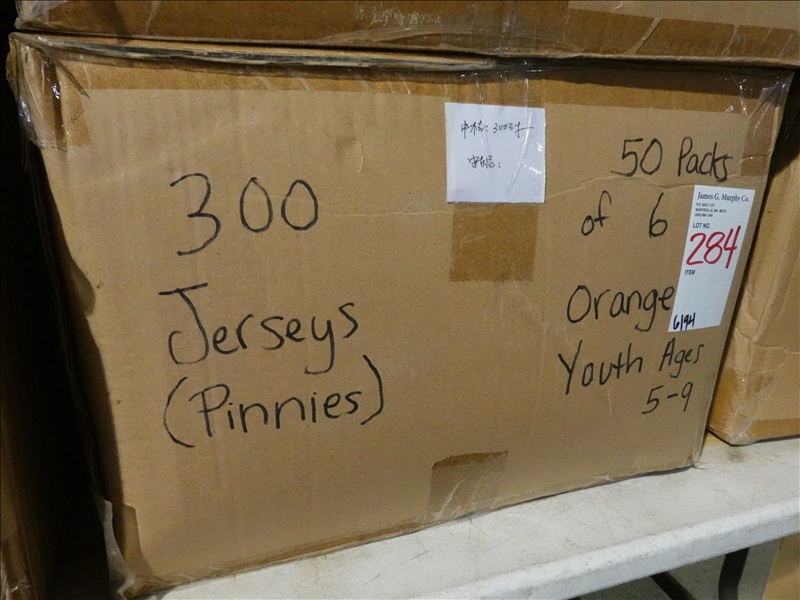 300
Jerseys
(Pinnies)
50 Packs
of 6
Orange
Youth Ages
5-9
James G. Murphy Co.
LOT NO.
284
ITEM
6194